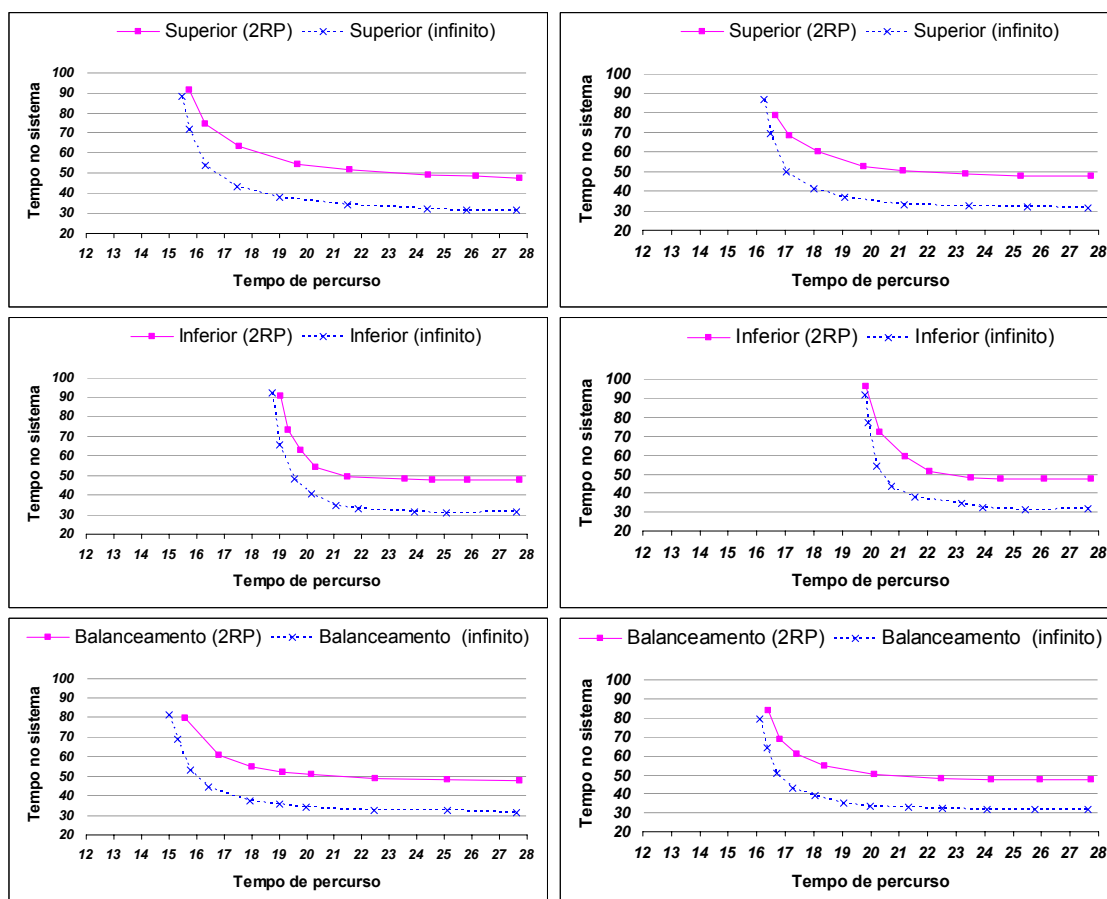 Superior (2RP) Superior (infinito)
Tempo no sistema
100
90
80
70
60
50
40
30
20
12 13 14 15 16 17 18 19 20 21 22 23 24 25 26 27 28
Tempo de percurso
Superior (2RP) Superior (infinito)
Tempo no sistema
100
90
80
70
60
50
40
30
20
12 13 14 15 16 17 18 19 20 21 22 23 24 25 26 27 28
Tempo de percurso
Inferior (2RP) Inferior (infinito)
Tempo no sistema
100
90
80
70
60
50
40
30
20
12 13 14 15 16 17 18 19 20 21 22 23 24 25 26 27 28
Tempo de percurso
Inferior (2RP) Inferior (infinito)
Tempo no sistema
100
90
80
70
60
50
40
30
20
12 13 14 15 16 17 18 19 20 21 22 23 24 25 26 27 28
Tempo de percurso
Balanceamento (2RP) Balanceamento (infinito)
Tempo no sistema
100
90
80
70
60
50
40
30
20
12 13 14 15 16 17 18 19 20 21 22 23 24 25 26 27 28
Tempo de percurso
Balanceamento (2RP) Balanceamento (infinito)
Tempo no sistema
100
90
80
70
60
50
40
30
20
12 13 14 15 16 17 18 19 20 21 22 23 24 25 26 27 28
Tempo de percurso